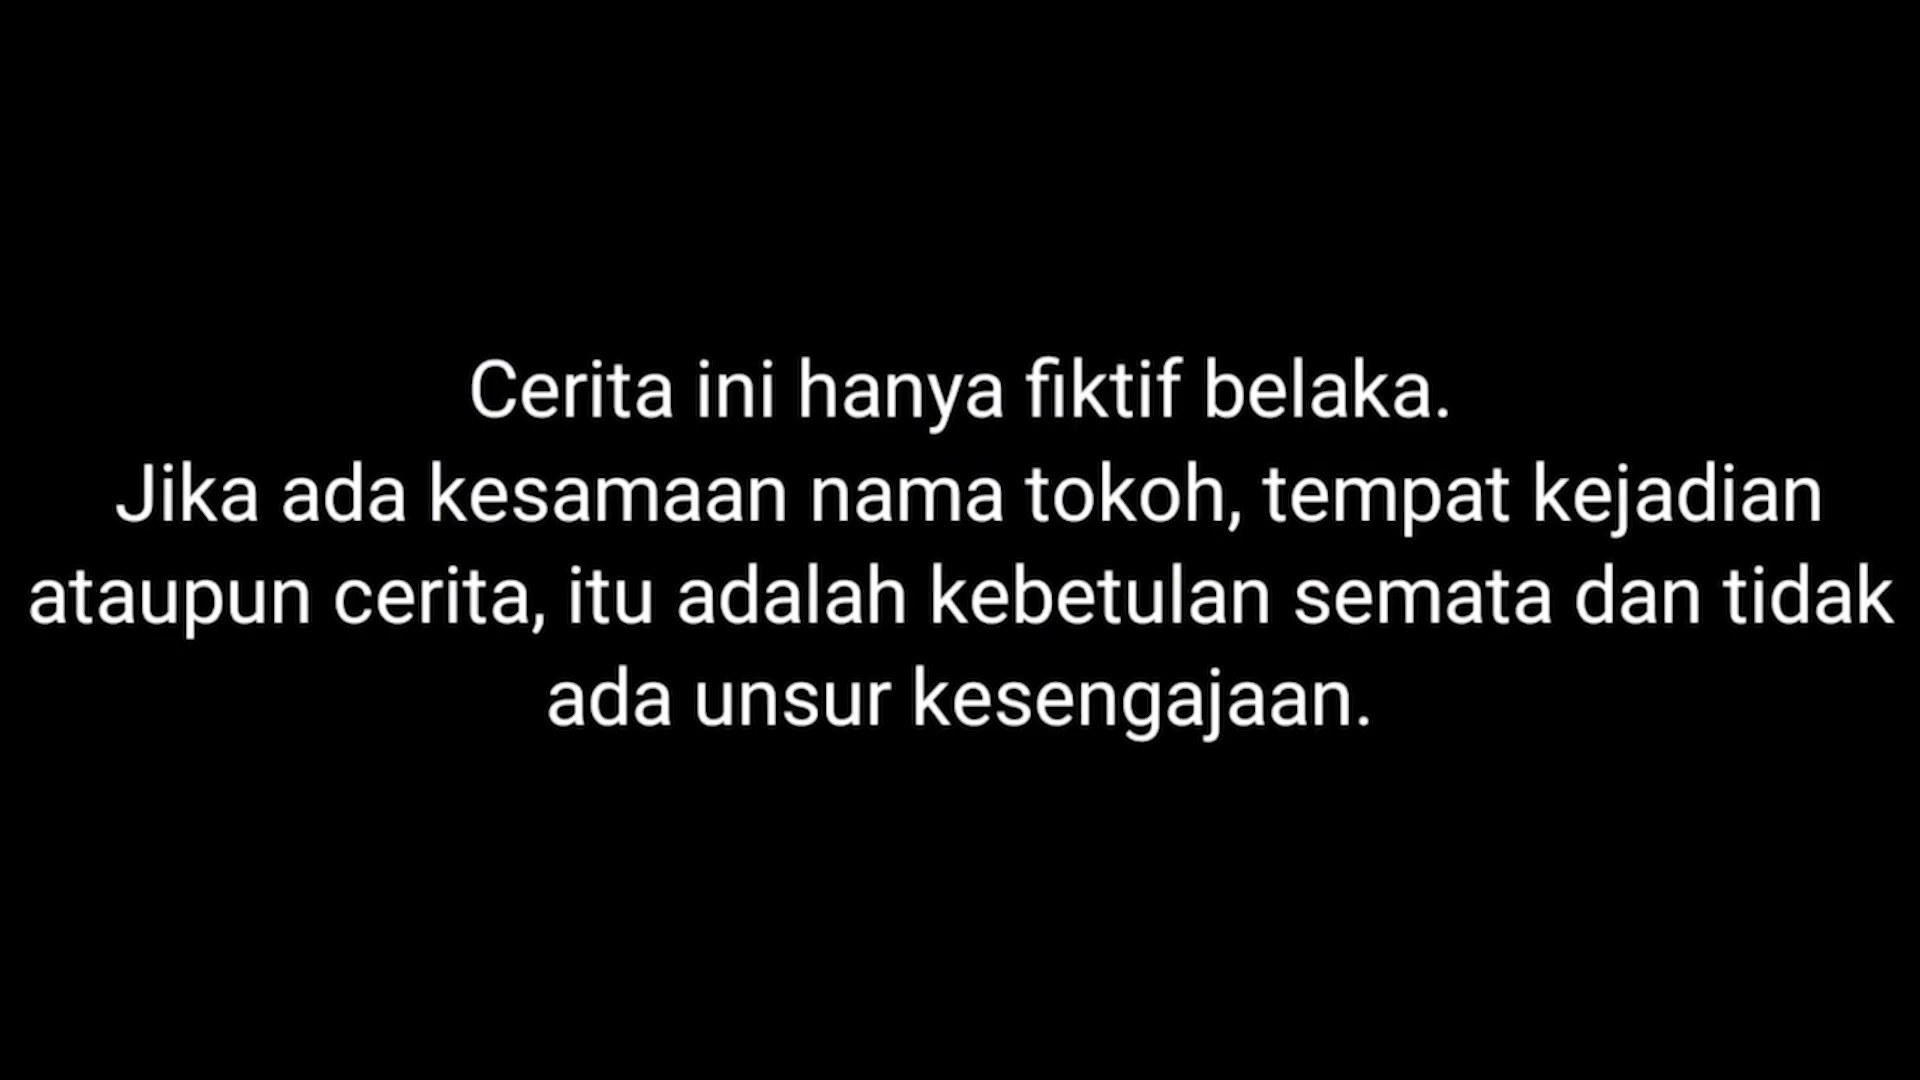 Cerita ini hanya fiktif belaka.
Jika ada kesamaan nama tokoh, tempat kejadian
ataupun cerita, itu adalah kebetulan semata dan tidak
ada unsur kesengajaan.